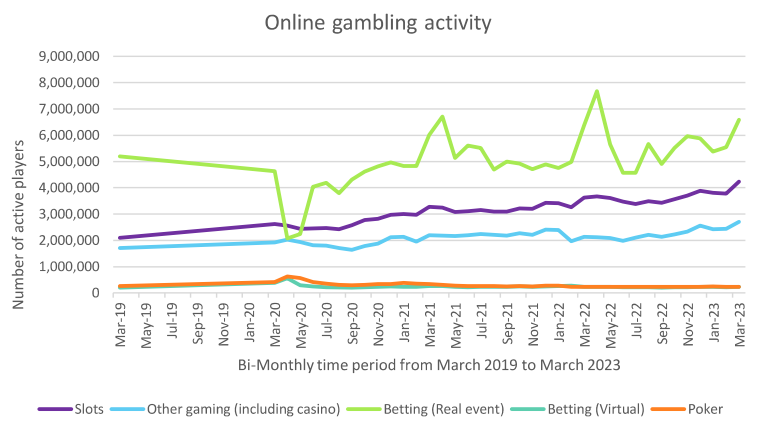 Online gambling activity
Number of active players
9,000,000
8,000,000
7,000,000
6,000,000
5,000,000
4,000,000
3,000,000
2,000,000
1,000,000
0
Mar-19
May-19
Jul-19
Sep-19
Nov-19
Jan-20
Mar-20
May-20
Jul-20
Sep-20
Nov-20
Jan-21
Mar-21
May-21
Jul-21
Sep-21
Nov-21
Jan-22
Mar-22
May-22
Jul-22
Sep-22
Nov-22
Jan-23
Mar-23
Bi-Monthly time period from March 2019 to March 2023
Slots Other gaming (including casino) Betting (Real event) Betting (Virtual) Poker